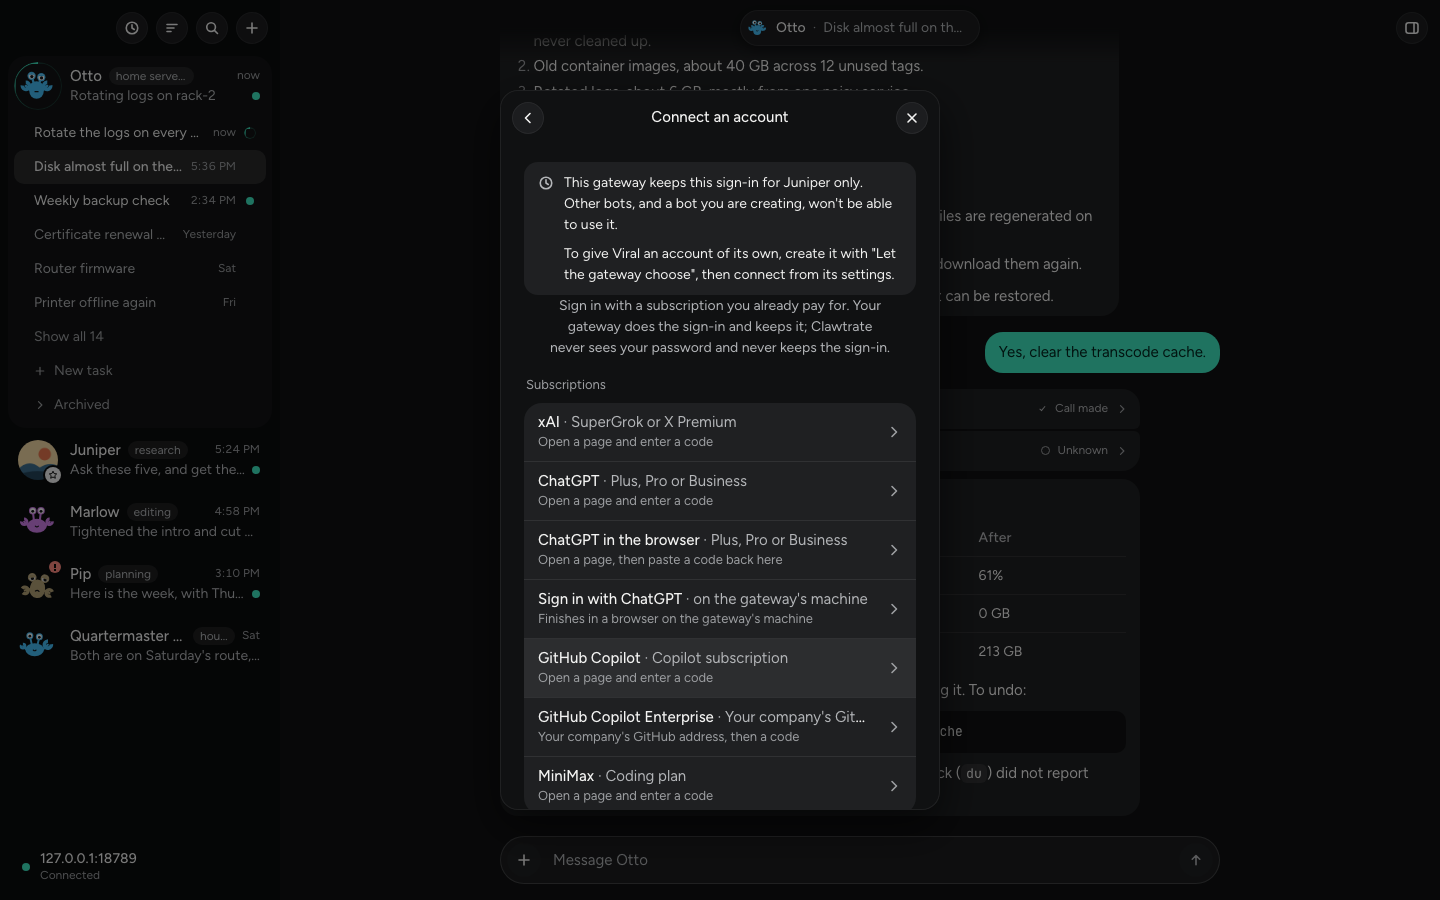 Otto · Disk almost full on th...
Otto home serve... now
Rotating logs on rack-2
Rotate the logs on every ... now
Disk almost full on the... 5:36 PM
Weekly backup check 2:34 PM
Certificate renewal ... Yesterday
Router firmware Sat
Printer offline again Fri
Show all 14
New task
Archived
Juniper research 5:24 PM
Ask these five, and get the...
Marlow editing 4:58 PM
Tightened the intro and cut ...
Pip planning 3:10 PM
Here is the week, with Thu...
Quartermaster ... hou... Sat
Both are on Saturday's route,...
127.0.0.1:18789
Connected
never cleaned up.
2. Old container images, about 40 GB across 12 unused tags.
Connect an account
This gateway keeps this sign-in for Juniper only.
Other bots, and a bot you are creating, won't be able
to use it.
To give Viral an account of its own, create it with "Let
the gateway choose", then connect from its settings.
Sign in with a subscription you already pay for. Your
gateway does the sign-in and keeps it; Clawtrate
never sees your password and never keeps the sign-in.
Subscriptions
xAI · SuperGrok or X Premium
Open a page and enter a code
ChatGPT · Plus, Pro or Business
Open a page and enter a code
ChatGPT in the browser · Plus, Pro or Business
Open a page, then paste a code back here
Sign in with ChatGPT · on the gateway's machine
Finishes in a browser on the gateway's machine
GitHub Copilot · Copilot subscription
Open a page and enter a code
GitHub Copilot Enterprise · Your company's Git...
Your company's GitHub address, then a code
MiniMax · Coding plan
Open a page and enter a code
are regenerated on
download them again.
can be restored.
Yes, clear the transcode cache.
Call made
Unknown
After
61%
0 GB
213 GB
it. To undo:
(du) did not report
Message Otto